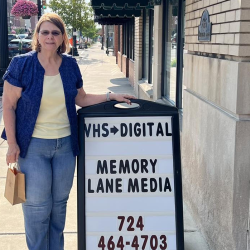 VHS➔DIGITAL
MEMORY
LANE MEDIA
724
464-4703